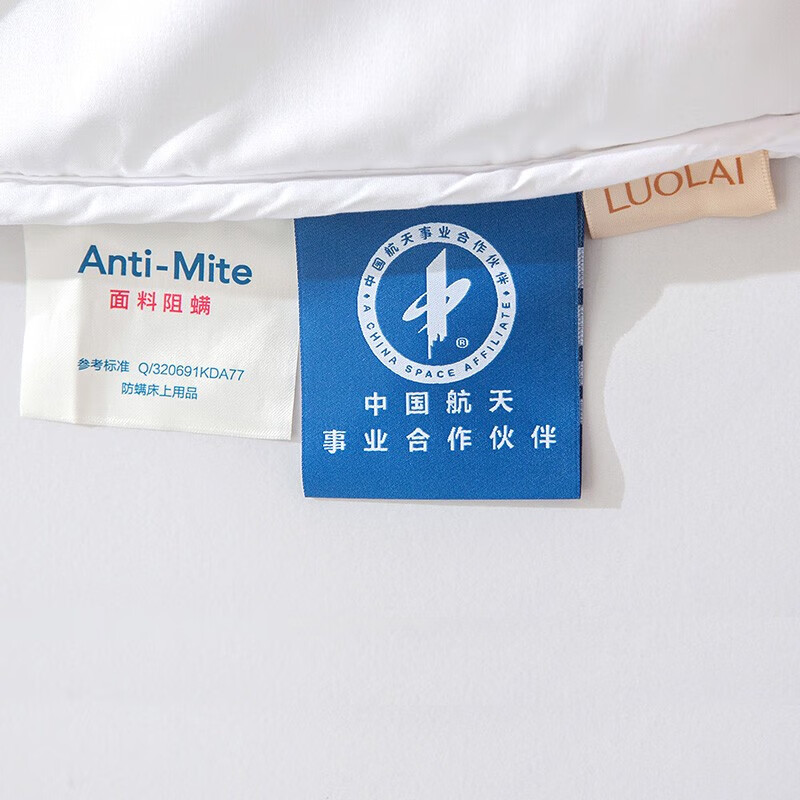 LUOLAI
Anti-Mite
面料阻螨
参考标准 Q/320691KDA77
防螨床上用品
中国航天事业合作伙伴
A CHINA SPACE AFFILIATE
®
中国航天
事业合作伙伴